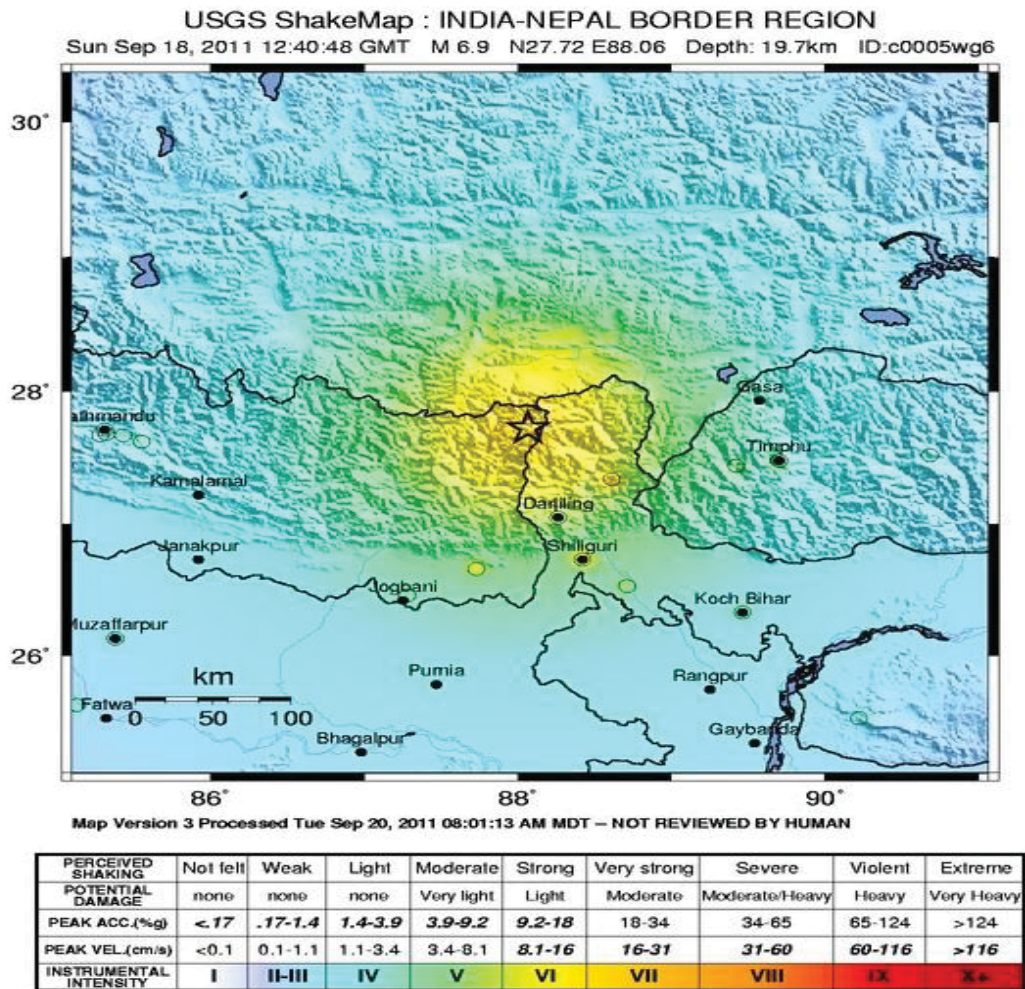 USGS ShakeMap : INDIA-NEPAL BORDER REGION
Sun Sep 18, 2011 12:40:48 GMT M 6.9 N27.72 E88.06 Depth: 19.7km ID:c0005wg6
30°
28°
Gasa
athmandu
Timphu
Kamalamai
Darjiling
Janakpur
Shiliguri
Jogbani
Koch Bihar
Muzaffarpur
26°
km
Purnia
Rangpur
Fatwa
0 50 100
Gaybanda
Bhagalpur
86° 88° 90°
Map Version 3 Processed Tue Sep 20, 2011 08:01:13 AM MDT – NOT REVIEWED BY HUMAN
PERCEIVED SHAKING Not felt Weak Light Moderate Strong Very strong Severe Violent Extreme
POTENTIAL DAMAGE none none none Very light Light Moderate Moderate/Heavy Heavy Very Heavy
PEAK ACC.(%g) <.17 .17-1.4 1.4-3.9 3.9-9.2 9.2-18 18-34 34-65 65-124 >124
PEAK VEL.(cm/s) <0.1 0.1-1.1 1.1-3.4 3.4-8.1 8.1-16 16-31 31-60 60-116 >116
INSTRUMENTAL INTENSITY I II-III IV V VI VII VIII IX X+